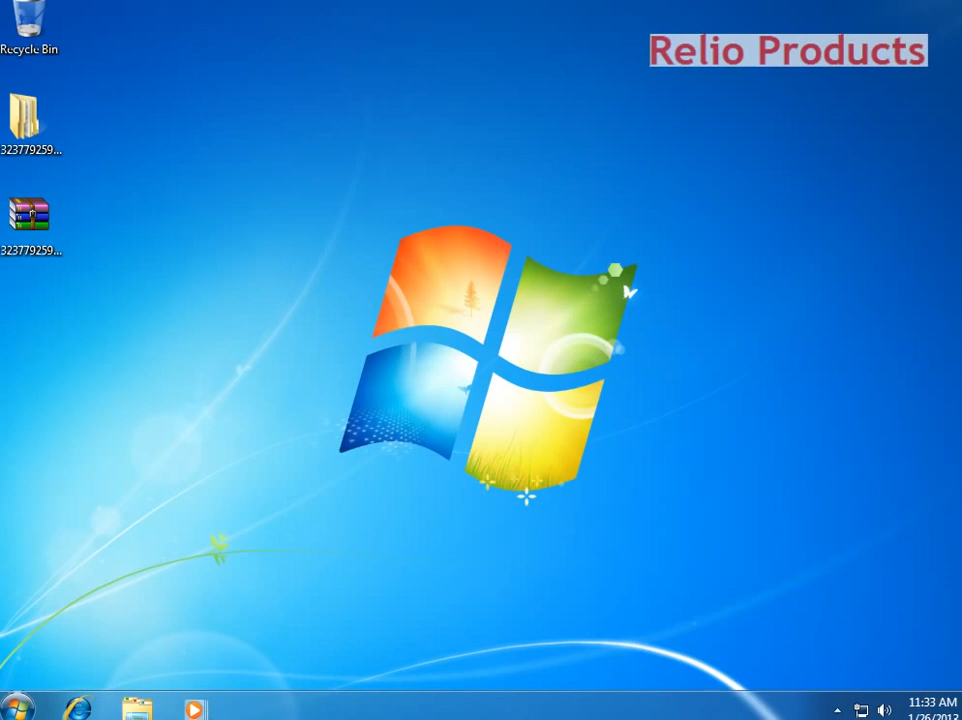 Recycle Bin
Relio Products
323779259...
323779259...
11:33 AM